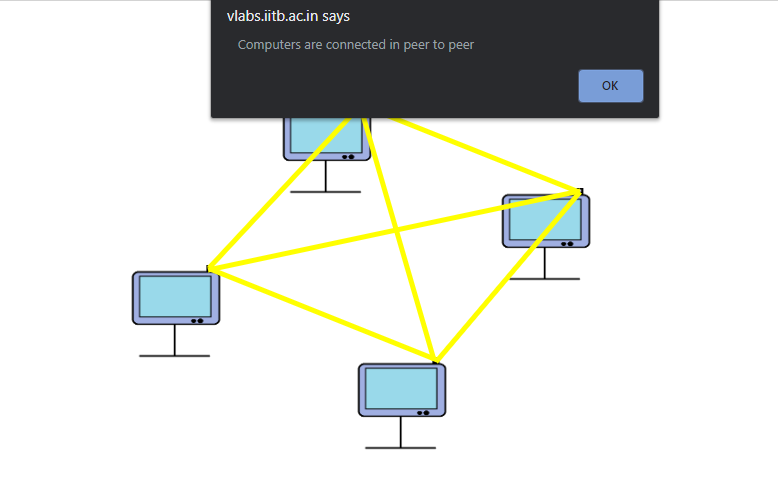 vlabs.iitb.ac.in says
Computers are connected in peer to peer
OK